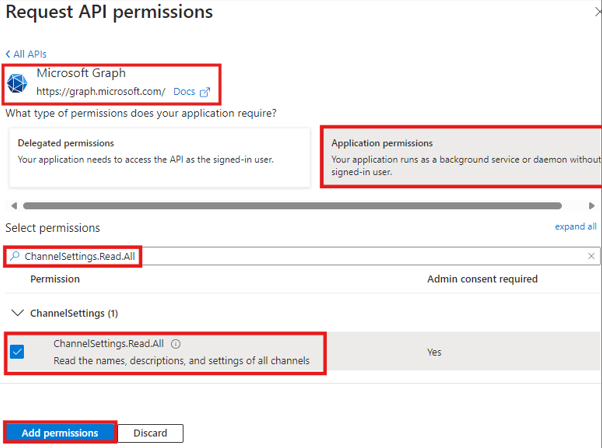 Request API permissions
All APIs
Microsoft Graph
https://graph.microsoft.com/ Docs
What type of permissions does your application require?
Delegated permissions
Your application needs to access the API as the signed-in user.
Application permissions
Your application runs as a background service or daemon without
signed-in user.
Select permissions
expand all
ChannelSettings.Read.All
Permission
Admin consent required
ChannelSettings (1)
ChannelSettings.Read.All
Read the names, descriptions, and settings of all channels
Yes
Add permissions
Discard